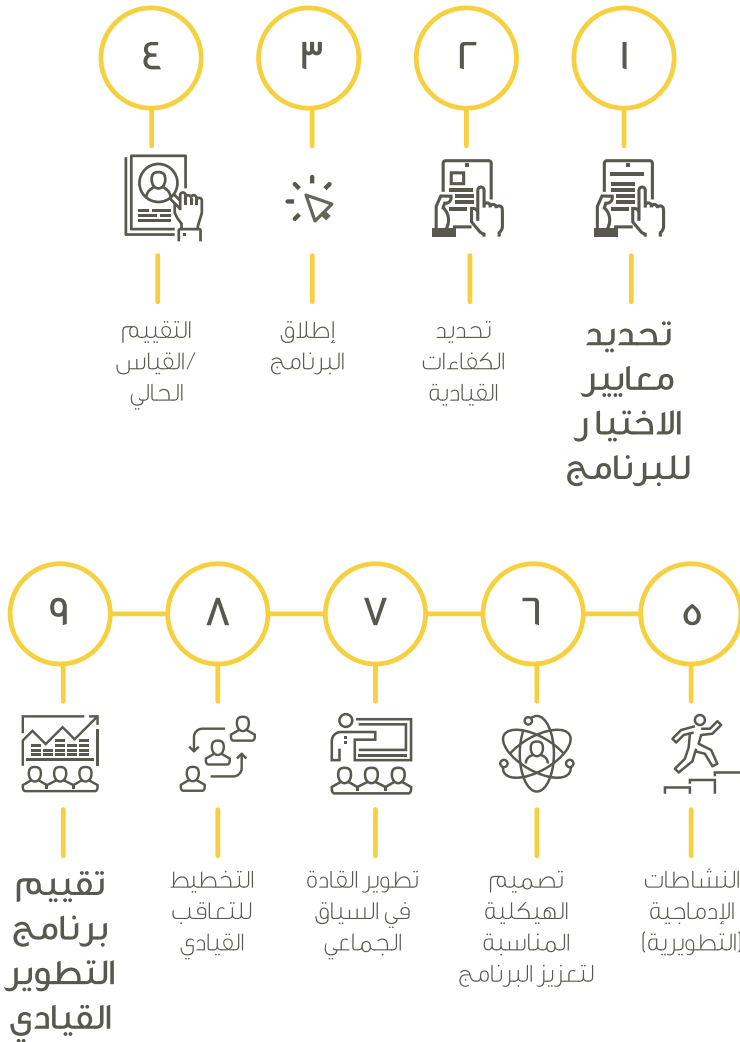 ١
تحديد
معايير
الاختيار
للبرنامج
٢
تحديد
الكفاءات
القيادية
٣
إطلاق
البرنامج
٤
التقييم
/القياس
الحالي
٥
النشاطات
الإدماجية
(التطويرية)
٦
تصميم
الهيكلية
المناسبة
لتعزيز البرنامج
٧
تطوير القادة
في السياق
الجماعي
٨
التخطيط
للتعاقب
القيادي
٩
تقييم
برنامج
التطوير
القيادي